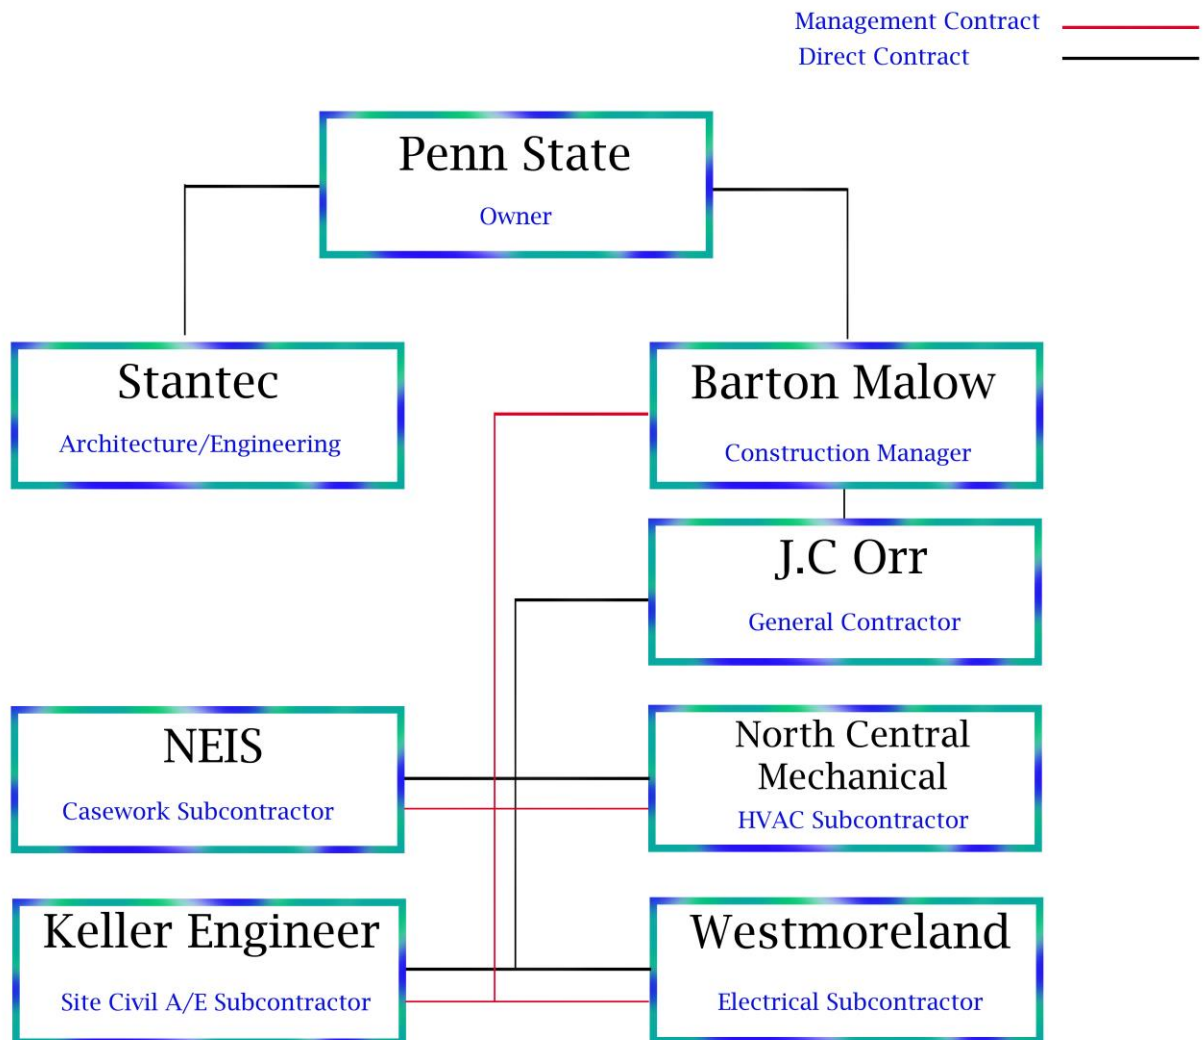 Management Contract
Direct Contract
Penn State
Owner
Stantec
Architecture/Engineering
Barton Malow
Construction Manager
J.C Orr
General Contractor
NEIS
Casework Subcontractor
North Central
Mechanical
HVAC Subcontractor
Keller Engineer
Site Civil A/E Subcontractor
Westmoreland
Electrical Subcontractor